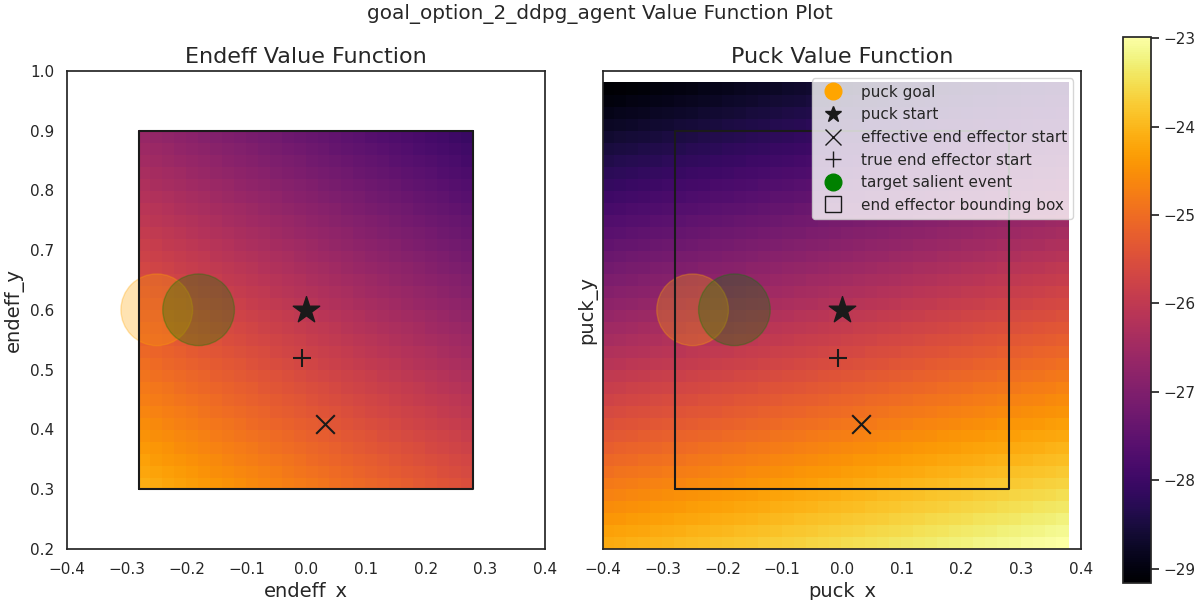 goal_option_2_ddpg_agent Value Function Plot
Endeff Value Function
1.0
0.9
0.8
0.7
0.6
0.5
0.4
0.3
0.2
endeff_y
−0.4 −0.3 −0.2 −0.1 0.0 0.1 0.2 0.3 0.4
endeff_x
Puck Value Function
puck goal
puck start
effective end effector start
true end effector start
target salient event
end effector bounding box
puck_y
−0.4 −0.3 −0.2 −0.1 0.0 0.1 0.2 0.3 0.4
puck_x
−23
−24
−25
−26
−27
−28
−29